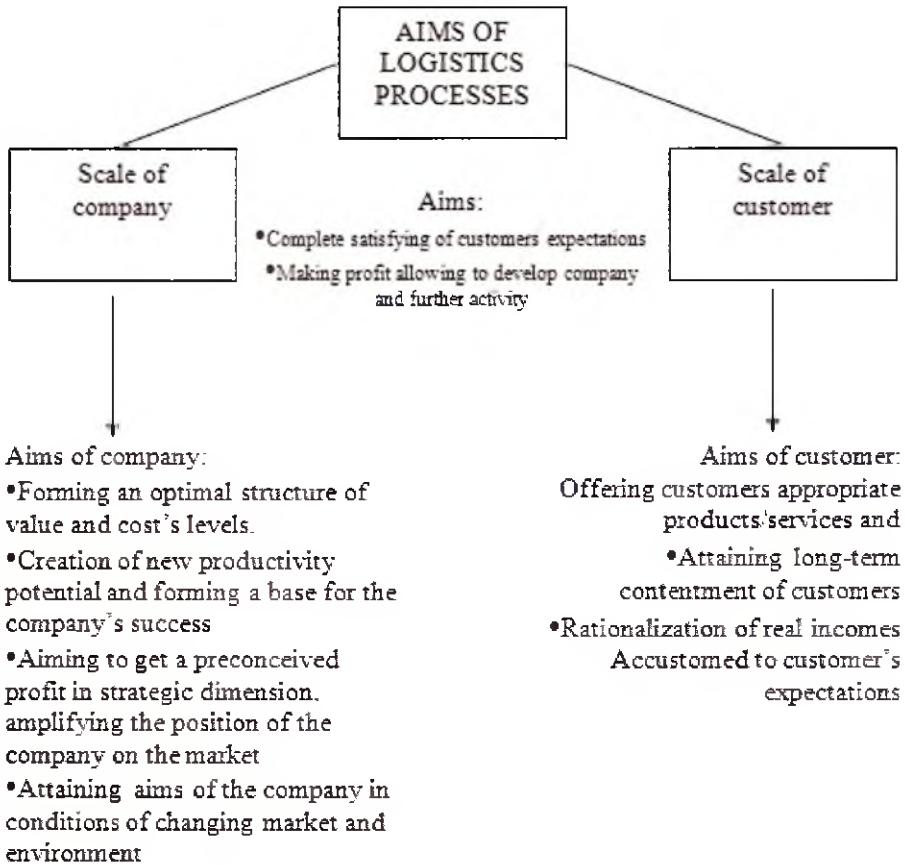 AIMS OF
LOGISTICS
PROCESSES
Scale of
company
Scale of
customer
Aims:
•Complete satisfying of customers expectations
•Making profit allowing to develop company
and further activity
Aims of company:
•Forming an optimal structure of
value and cost's levels.
•Creation of new productivity
potential and forming a base for the
company's success
•Aiming to get a preconceived
profit in strategic dimension,
amplifying the position of the
company on the market
•Attaining aims of the company in
conditions of changing market and
environment
Aims of customer:
Offering customers appropriate
products/services and
•Attaining long-term
contentment of customers
•Rationalization of real incomes
Accustomed to customer's
expectations